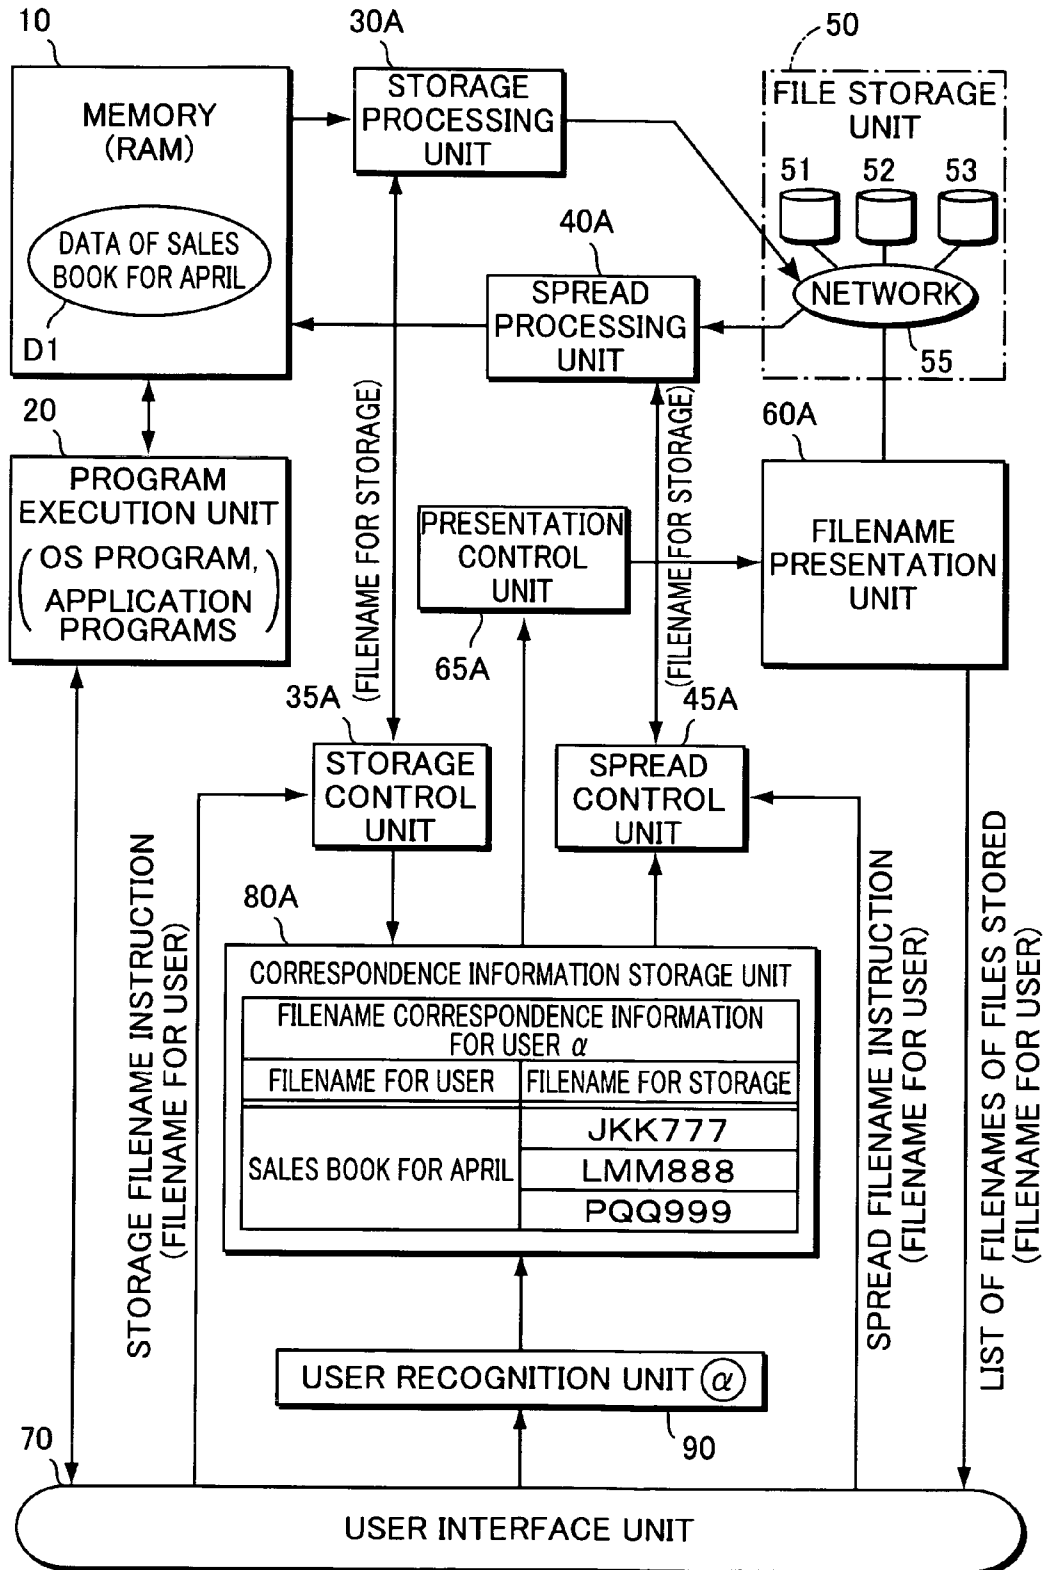 10
30A
50
MEMORY
(RAM)
STORAGE
PROCESSING
UNIT
FILE STORAGE
UNIT
51
52
53
DATA OF SALES
BOOK FOR APRIL
D1
40A
SPREAD
PROCESSING
UNIT
NETWORK
55
20
PROGRAM
EXECUTION UNIT
(OS PROGRAM,
APPLICATION
PROGRAMS)
(FILENAME FOR STORAGE)
(FILENAME FOR STORAGE)
60A
PRESENTATION
CONTROL
UNIT
65A
FILENAME
PRESENTATION
UNIT
35A
STORAGE
CONTROL
UNIT
45A
SPREAD
CONTROL
UNIT
STORAGE FILENAME INSTRUCTION
(FILENAME FOR USER)
SPREAD FILENAME INSTRUCTION
(FILENAME FOR USER)
LIST OF FILENAMES OF FILES STORED
(FILENAME FOR USER)
80A
CORRESPONDENCE INFORMATION STORAGE UNIT
FILENAME CORRESPONDENCE INFORMATION
FOR USER α
FILENAME FOR USER
FILENAME FOR STORAGE
SALES BOOK FOR APRIL
JKK777
LMM888
PQQ999
USER RECOGNITION UNIT α
90
70
USER INTERFACE UNIT